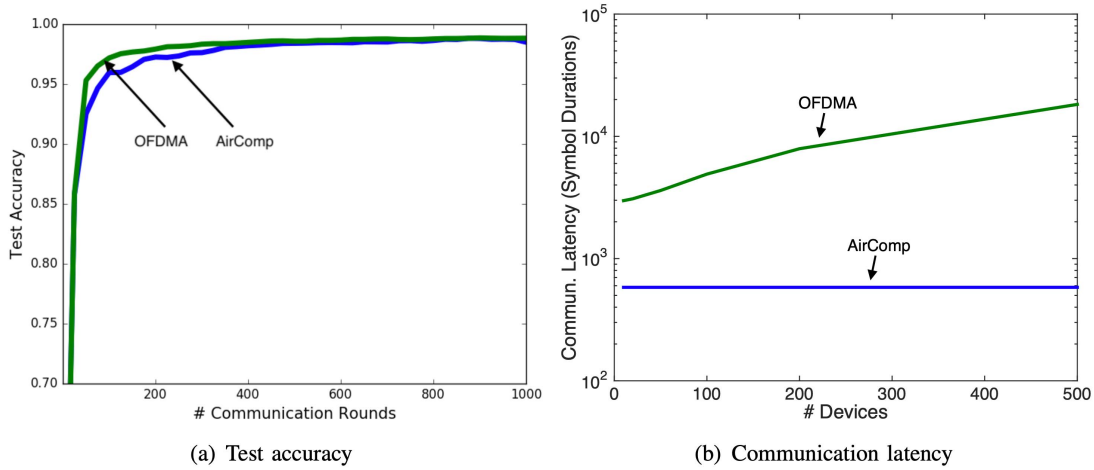 1.00
0.95
0.90
0.85
0.80
0.75
0.70
Test Accuracy
OFDMA
AirComp
200
400
600
800
1000
# Communication Rounds
(a) Test accuracy
10^5
10^4
10^3
10^2
Commun. Latency (Symbol Durations)
OFDMA
AirComp
0
100
200
300
400
500
# Devices
(b) Communication latency